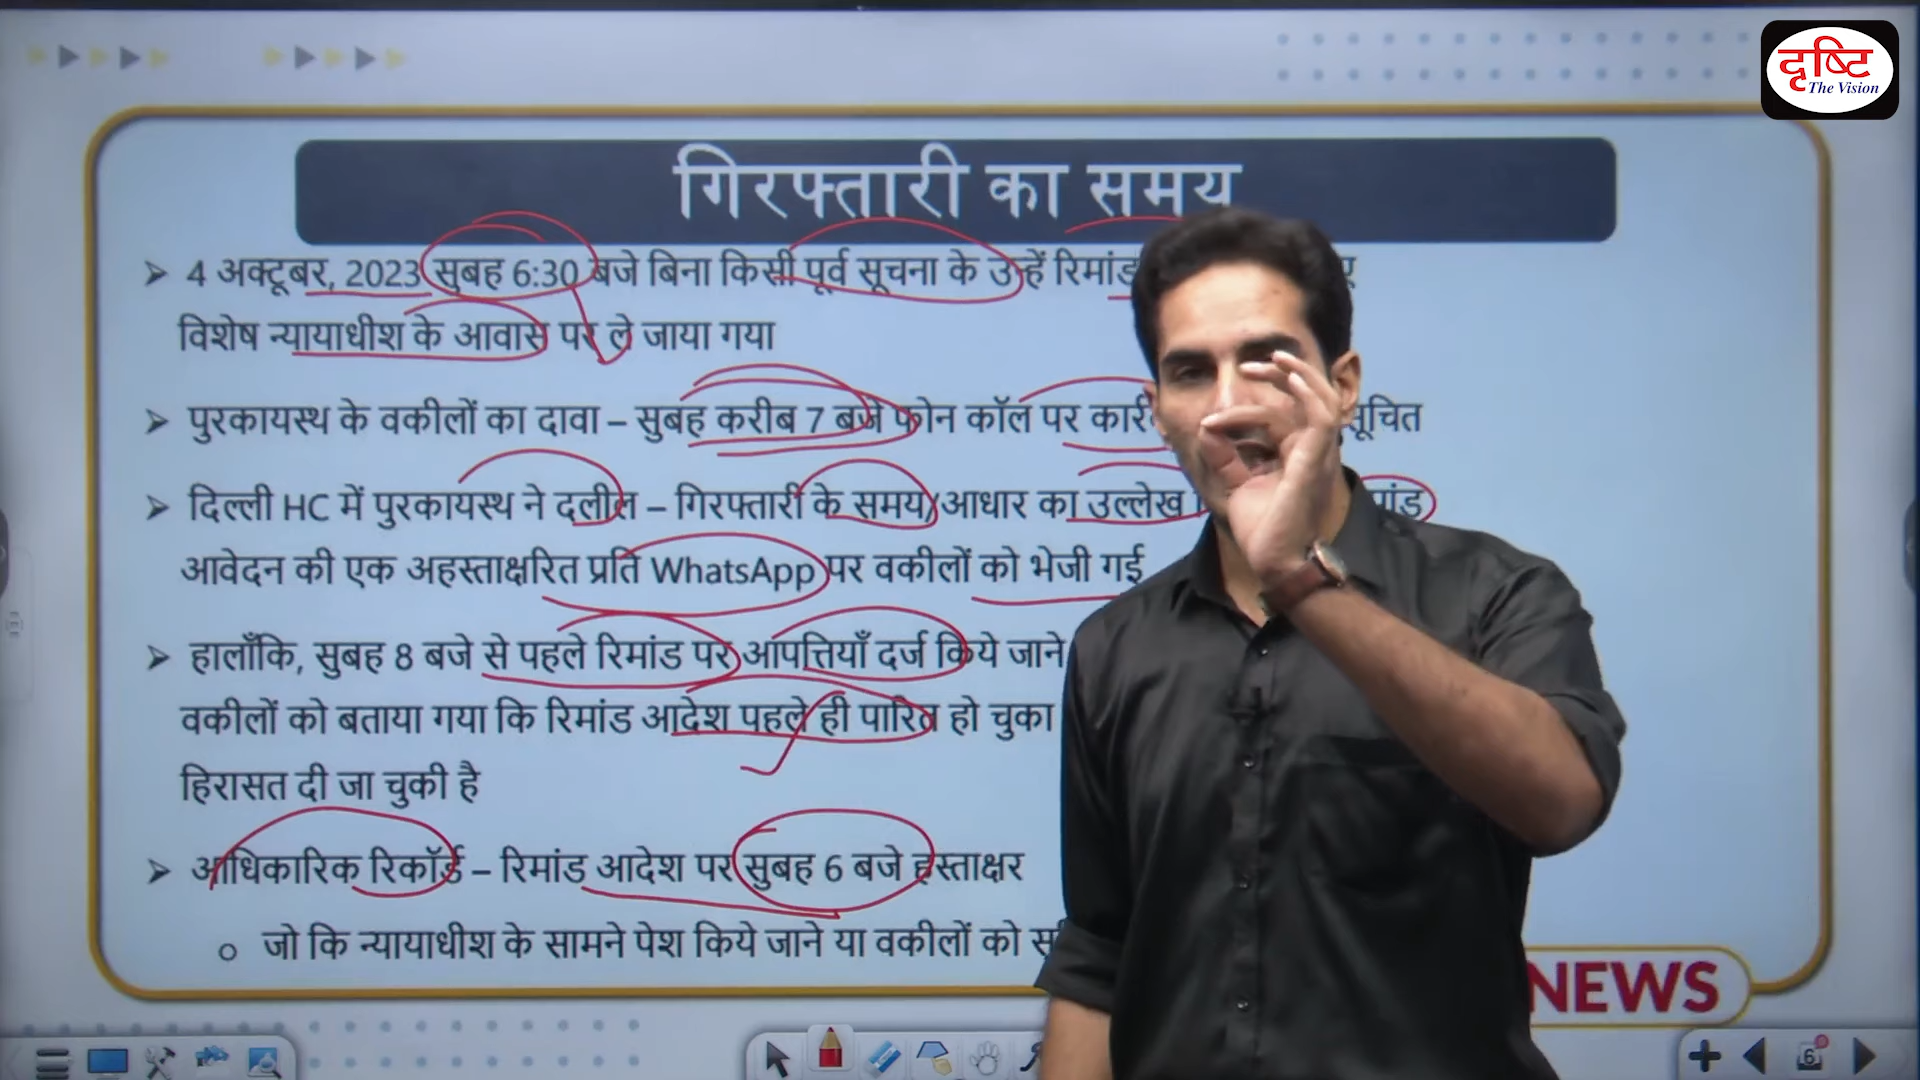 दृष्टि
The Vision
गिरफ्तारी का समय
➤ 4 अक्टूबर, 2023 सुबह 6:30 बजे बिना किसी पूर्व सूचना के उन्हें रिमांड
विशेष न्यायाधीश के आवास पर ले जाया गया
➤ पुरकायस्थ के वकीलों का दावा – सुबह करीब 7 बजे फोन कॉल पर सूचित
➤ दिल्ली HC में पुरकायस्थ ने दलील – गिरफ्तारी के समय/आधार का उल्लेख
आवेदन की एक अहस्ताक्षरित प्रति WhatsApp पर वकीलों को भेजी गई
➤ हालाँकि, सुबह 8 बजे से पहले रिमांड पर आपत्तियाँ दर्ज किये जाने
वकीलों को बताया गया कि रिमांड आदेश पहले ही पारित हो चुका
हिरासत दी जा चुकी है
➤ आधिकारिक रिकॉर्ड – रिमांड आदेश पर सुबह 6 बजे हस्ताक्षर
o जो कि न्यायाधीश के सामने पेश किये जाने या वकीलों को
NEWS
6